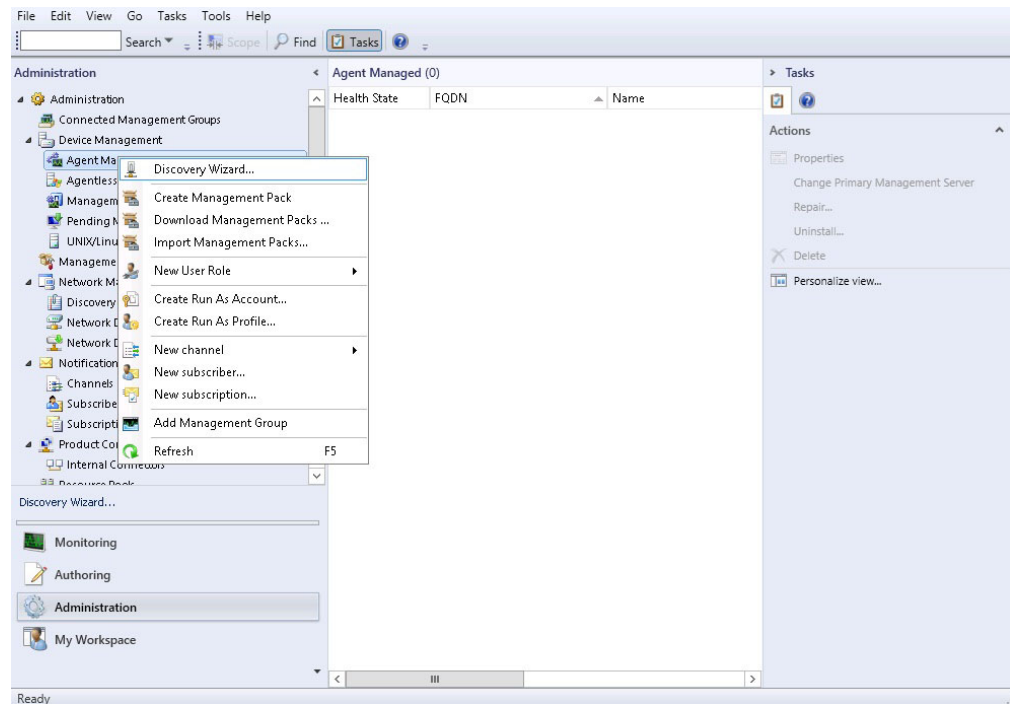 File Edit View Go Tasks Tools Help
Search Scope Find Tasks
Administration
Administration
Connected Management Groups
Device Management
Agent Ma
Agentless
Managem
Pending M
UNIX/Linu
Manageme
Network Ma
Discovery
Network D
Network D
Notification
Channels
Subscribe
Subscripti
Product Co
Internal Connectors
Resource Pools
Discovery Wizard...
Create Management Pack
Download Management Packs ...
Import Management Packs...
New User Role
Create Run As Account...
Create Run As Profile...
New channel
New subscriber...
New subscription...
Add Management Group
Refresh F5
Discovery Wizard...
Monitoring
Authoring
Administration
My Workspace
Agent Managed (0)
Health State FQDN Name
Tasks
Actions
Properties
Change Primary Management Server
Repair...
Uninstall...
Delete
Personalize view...
Ready